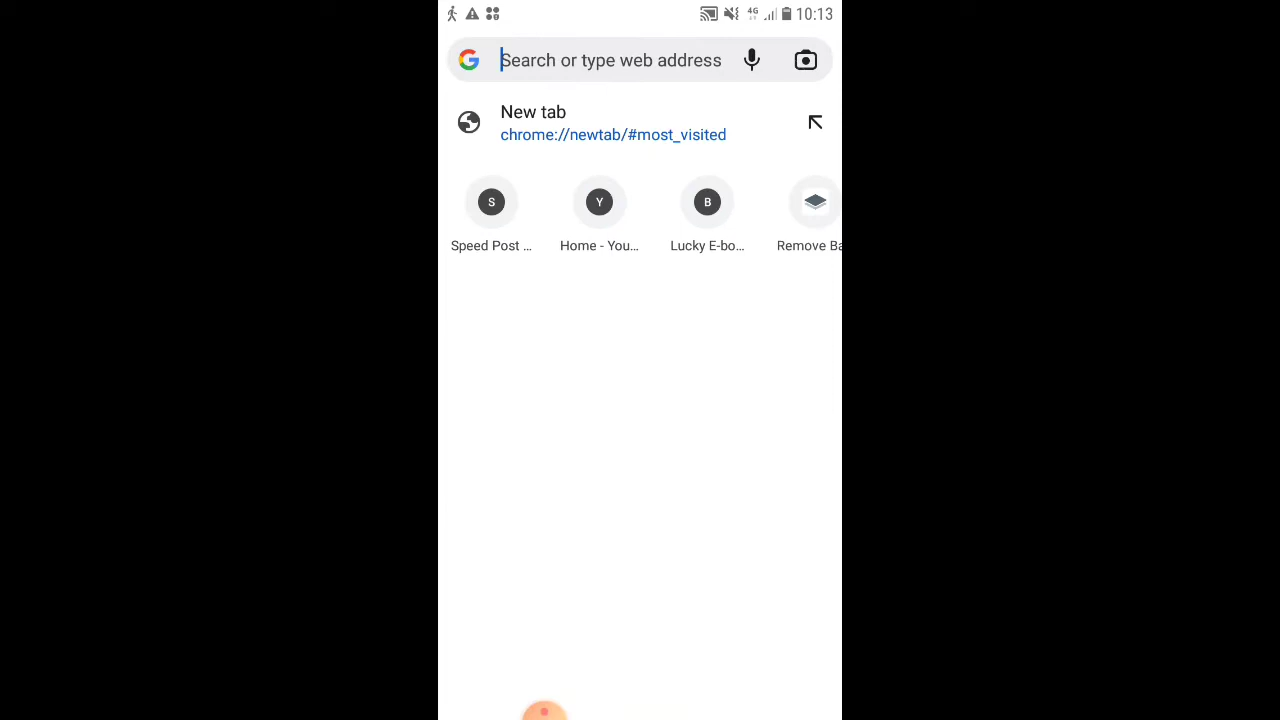 4G 10:13
Search or type web address
New tab
chrome://newtab/#most_visited
S Y B
Speed Post ... Home - You... Lucky E-bo... Remove Ba